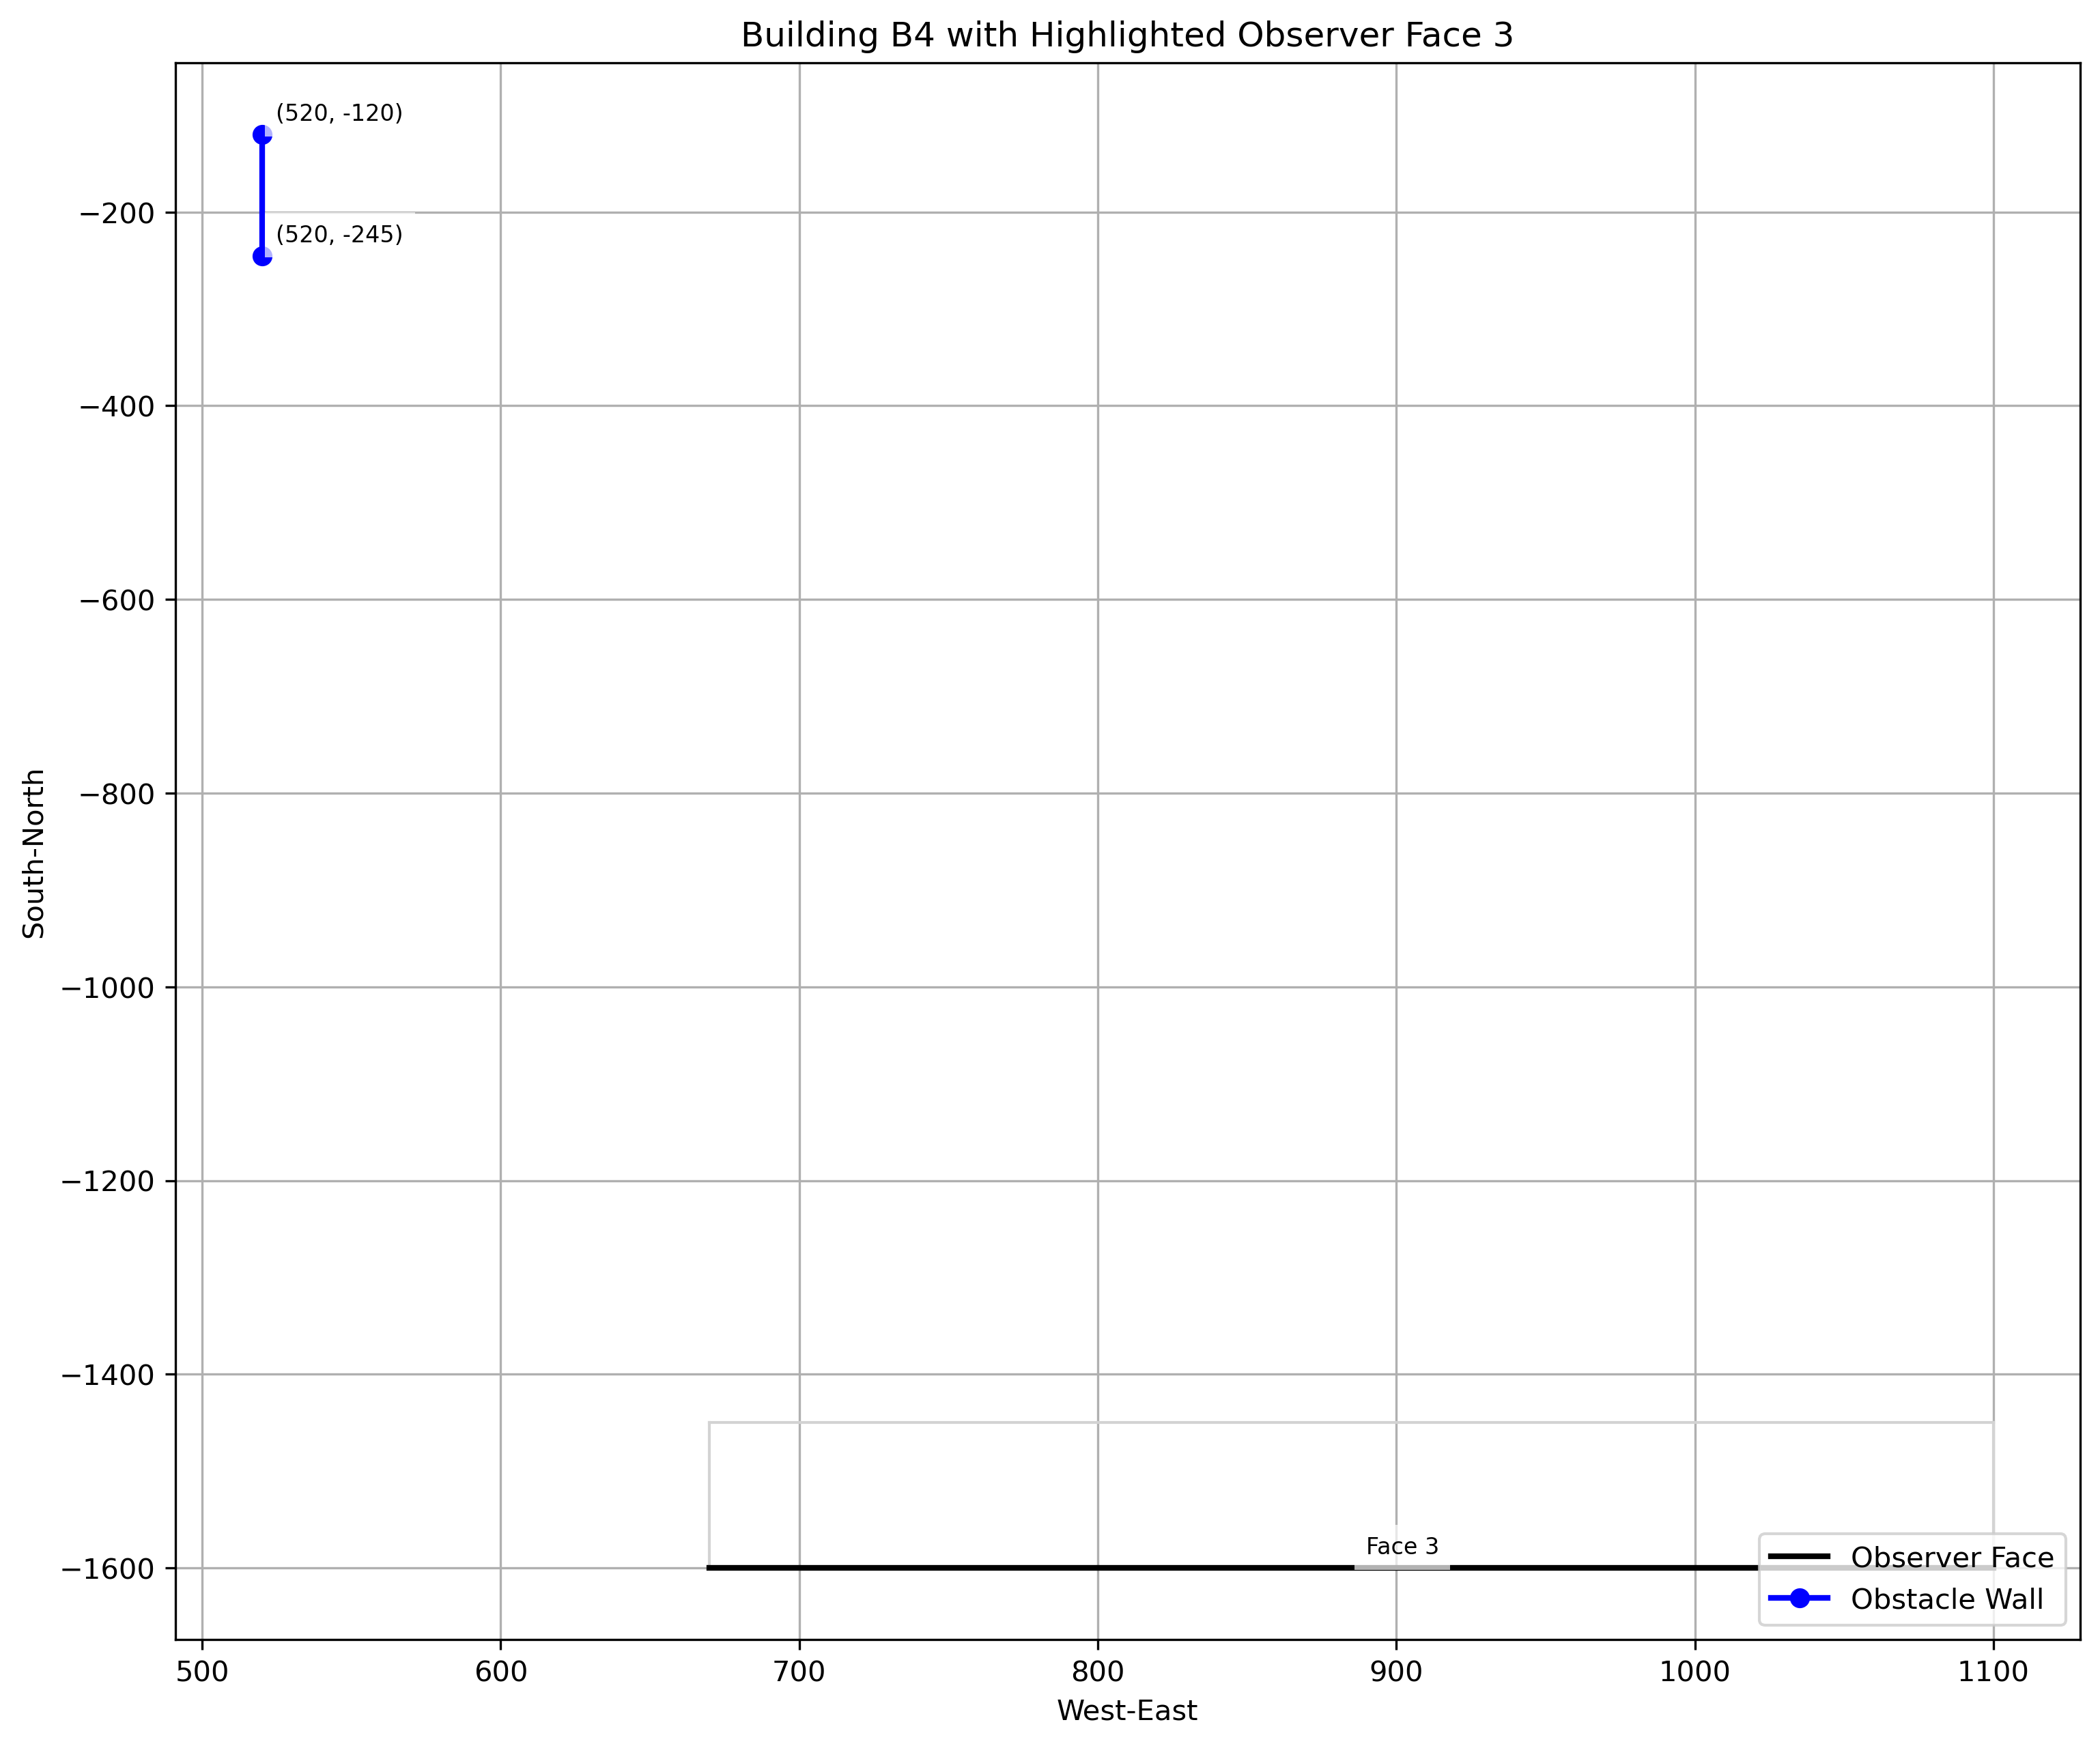 Building B4 with Highlighted Observer Face 3
(520, -120)
(520, -245)
−200
−400
−600
−800
−1000
−1200
−1400
−1600
South-North
Face 3
Observer Face
Obstacle Wall
500 600 700 800 900 1000 1100
West-East